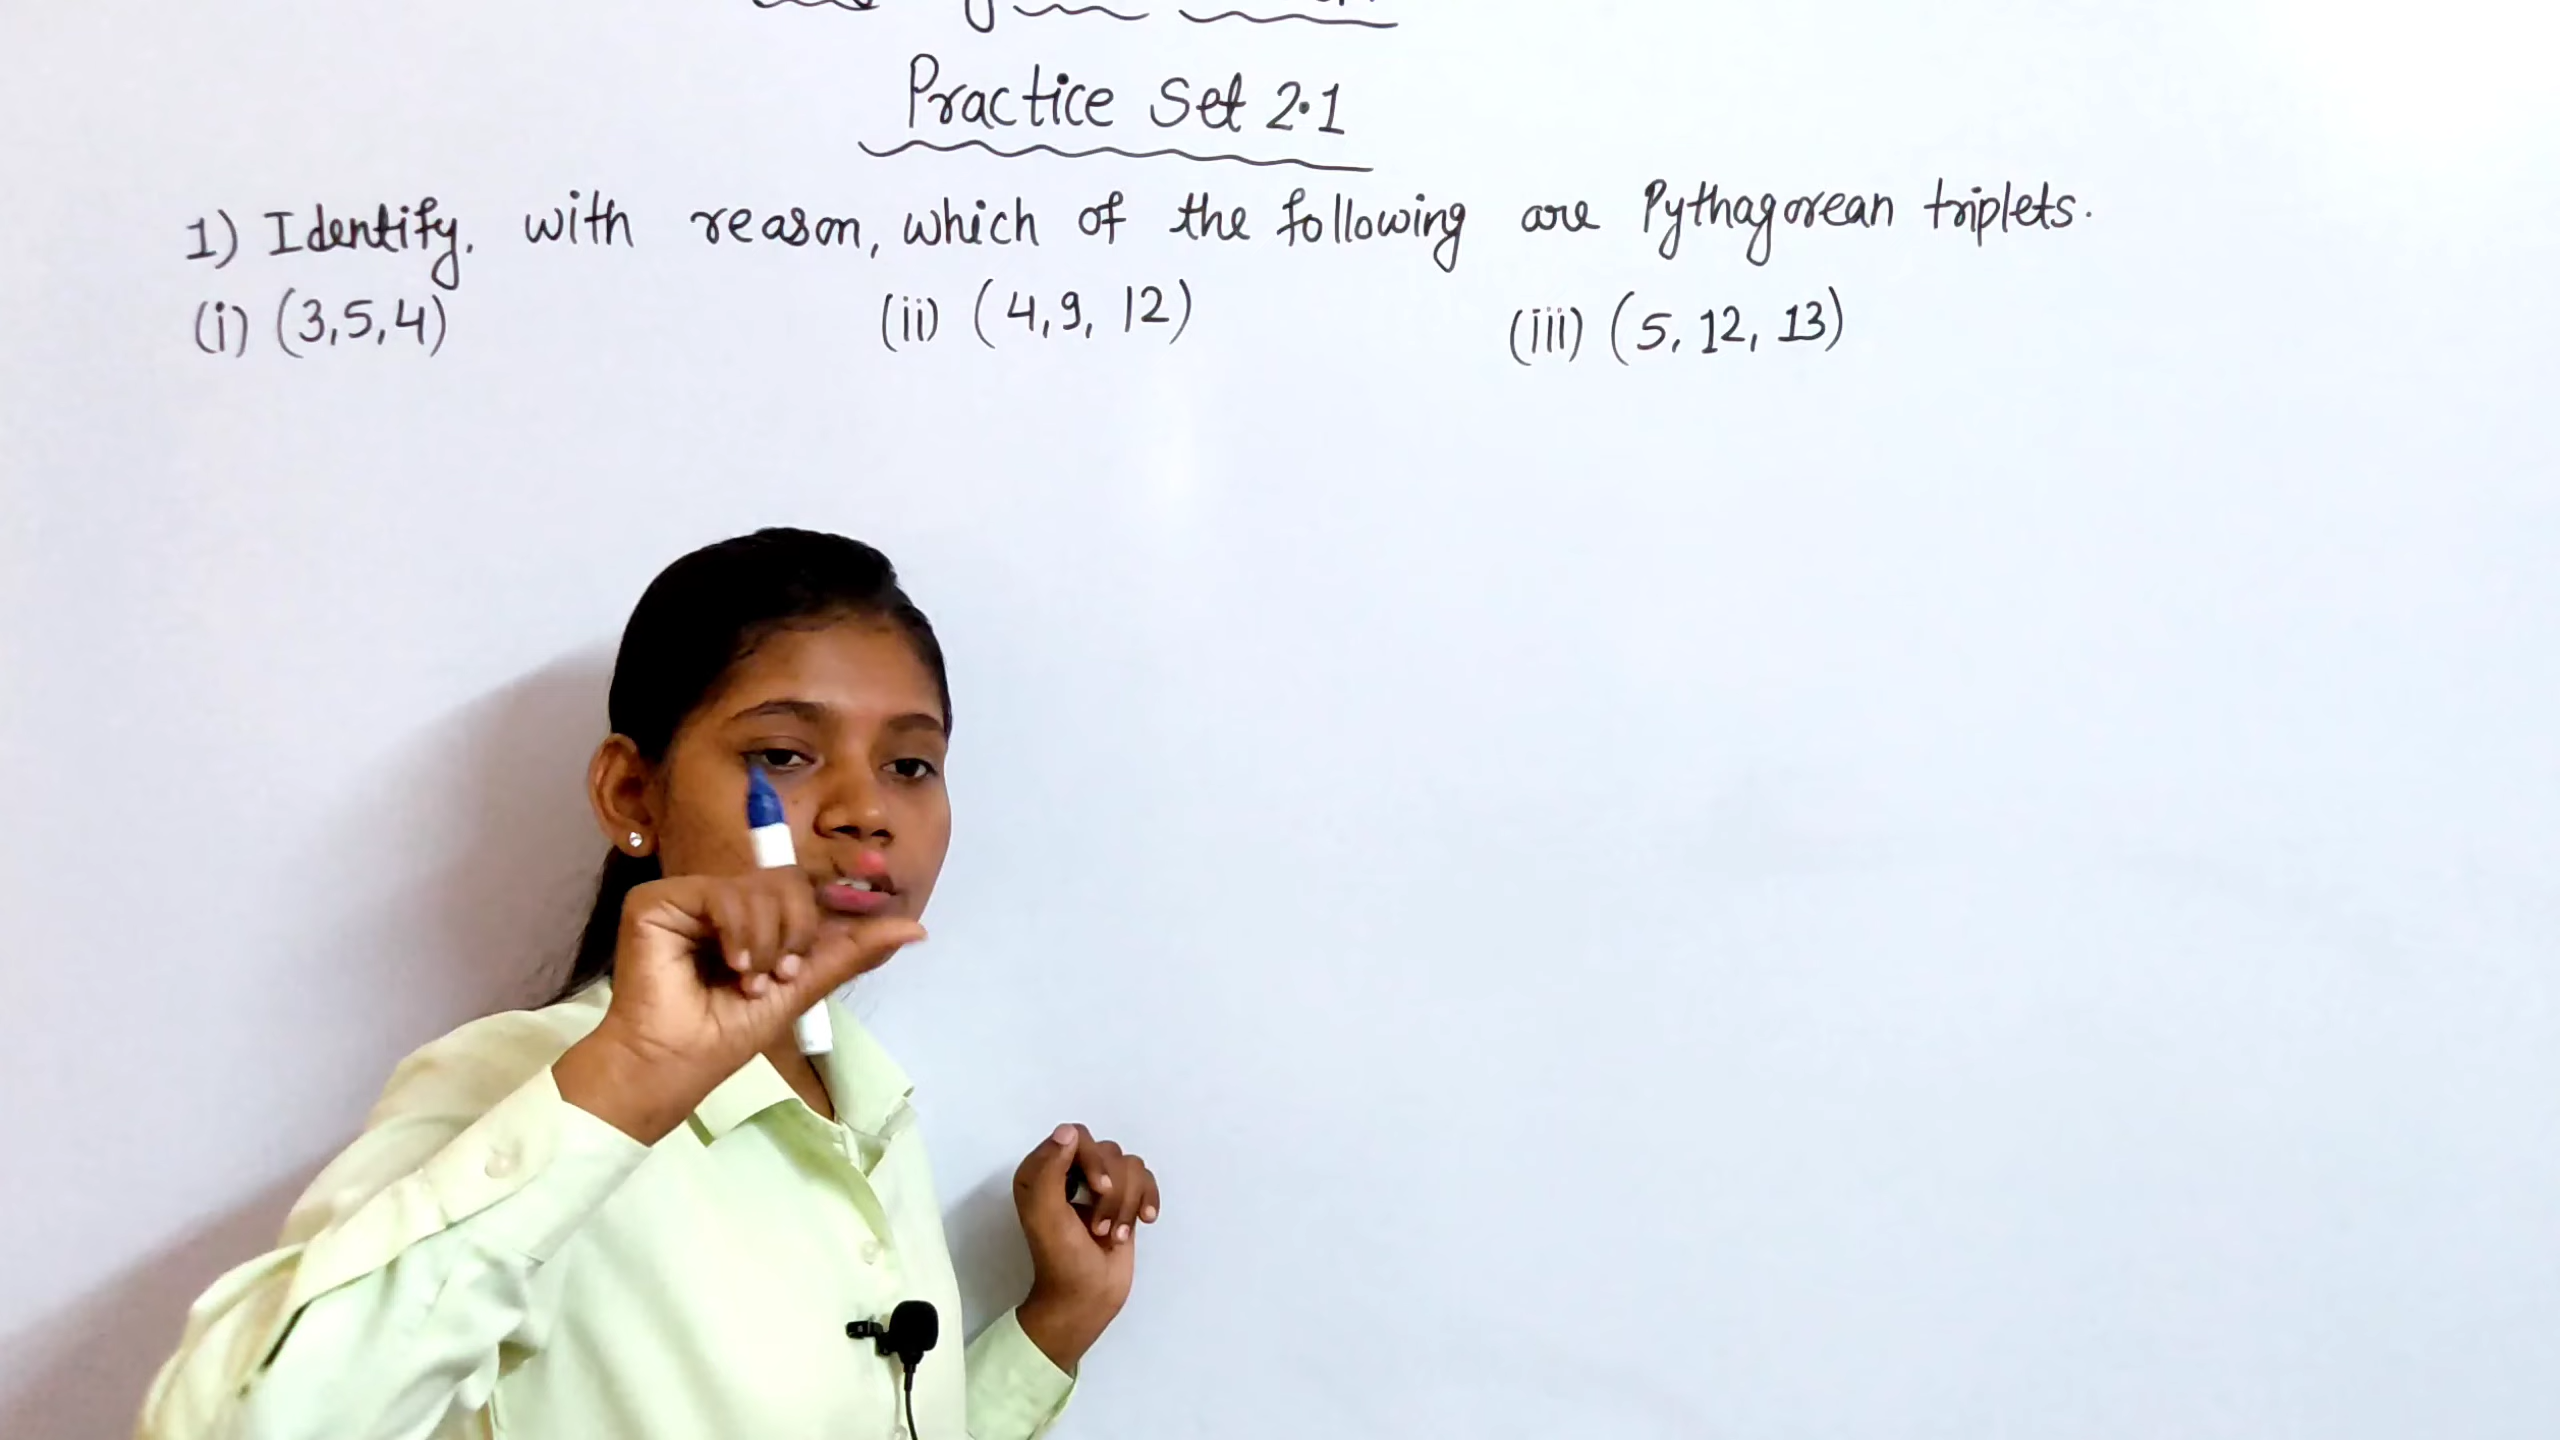 Practice Set 2.1
1) Identify, with reason, which of the following are Pythagorean triplets.
(i) (3,5,4) (ii) (4,9, 12) (iii) (5, 12, 13)